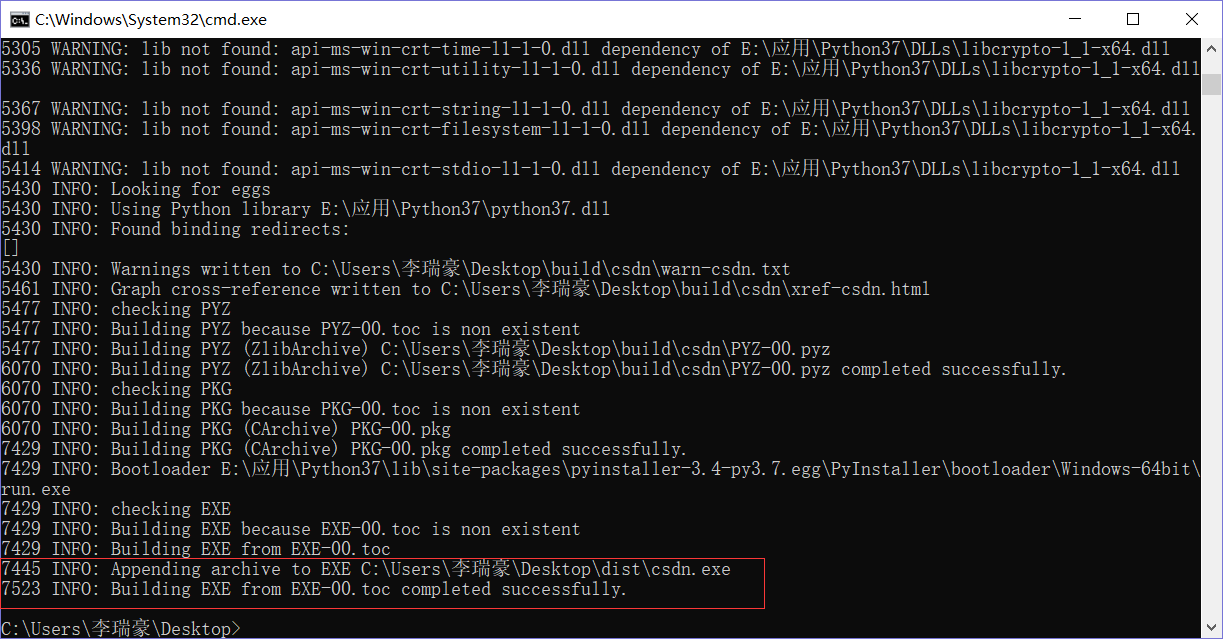 C:\Windows\System32\cmd.exe
5305 WARNING: lib not found: api-ms-win-crt-time-l1-1-0.dll dependency of E:\应用\Python37\DLLs\libcrypto-1_1-x64.dll
5336 WARNING: lib not found: api-ms-win-crt-utility-l1-1-0.dll dependency of E:\应用\Python37\DLLs\libcrypto-1_1-x64.dll
5367 WARNING: lib not found: api-ms-win-crt-string-l1-1-0.dll dependency of E:\应用\Python37\DLLs\libcrypto-1_1-x64.dll
5398 WARNING: lib not found: api-ms-win-crt-filesystem-l1-1-0.dll dependency of E:\应用\Python37\DLLs\libcrypto-1_1-x64.
dll
5414 WARNING: lib not found: api-ms-win-crt-stdio-l1-1-0.dll dependency of E:\应用\Python37\DLLs\libcrypto-1_1-x64.dll
5430 INFO: Looking for eggs
5430 INFO: Using Python library E:\应用\Python37\python37.dll
5430 INFO: Found binding redirects:
[]
5430 INFO: Warnings written to C:\Users\李瑞豪\Desktop\build\csdn\warn-csdn.txt
5461 INFO: Graph cross-reference written to C:\Users\李瑞豪\Desktop\build\csdn\xref-csdn.html
5477 INFO: checking PYZ
5477 INFO: Building PYZ because PYZ-00.toc is non existent
5477 INFO: Building PYZ (ZlibArchive) C:\Users\李瑞豪\Desktop\build\csdn\PYZ-00.pyz
6070 INFO: Building PYZ (ZlibArchive) C:\Users\李瑞豪\Desktop\build\csdn\PYZ-00.pyz completed successfully.
6070 INFO: checking PKG
6070 INFO: Building PKG because PKG-00.toc is non existent
6070 INFO: Building PKG (CArchive) PKG-00.pkg
7429 INFO: Building PKG (CArchive) PKG-00.pkg completed successfully.
7429 INFO: Bootloader E:\应用\Python37\lib\site-packages\pyinstaller-3.4-py3.7.egg\PyInstaller\bootloader\Windows-64bit\
run.exe
7429 INFO: checking EXE
7429 INFO: Building EXE because EXE-00.toc is non existent
7429 INFO: Building EXE from EXE-00.toc
7445 INFO: Appending archive to EXE C:\Users\李瑞豪\Desktop\dist\csdn.exe
7523 INFO: Building EXE from EXE-00.toc completed successfully.
C:\Users\李瑞豪\Desktop>